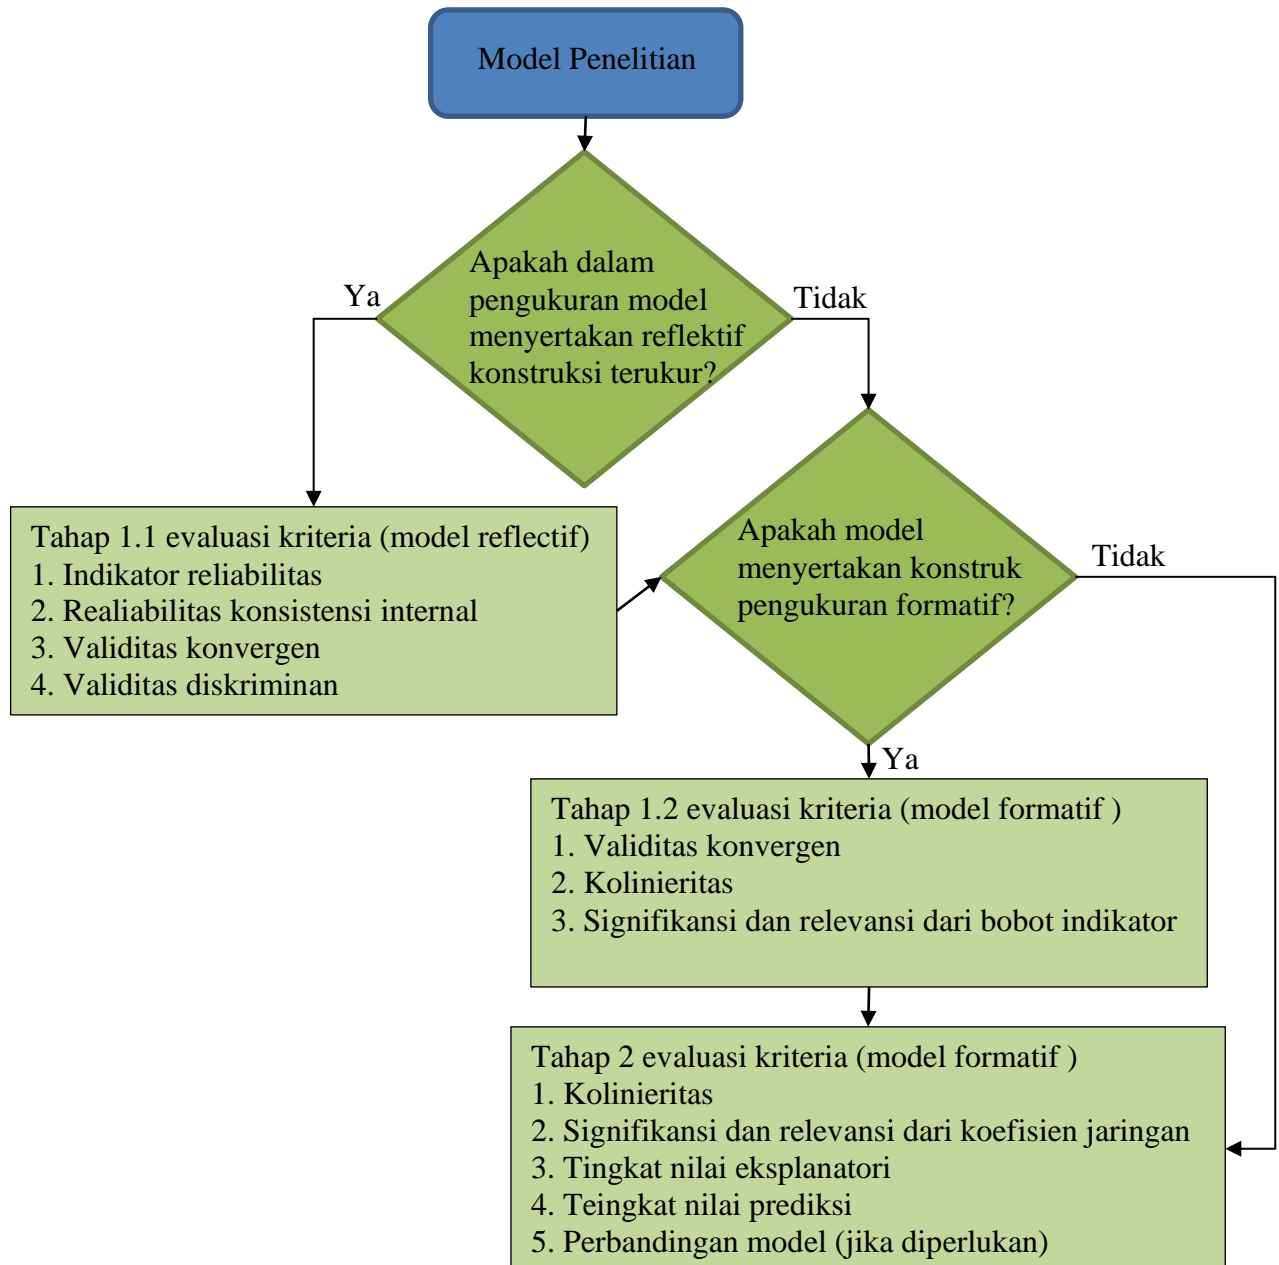 Model Penelitian
Apakah dalam
pengukuran model
menyertakan reflektif
konstruksi terukur?
Ya
Tidak
Tahap 1.1 evaluasi kriteria (model reflectif)
1. Indikator reliabilitas
2. Realiabilitas konsistensi internal
3. Validitas konvergen
4. Validitas diskriminan
Apakah model
menyertakan konstruk
pengukuran formatif?
Tidak
Ya
Tahap 1.2 evaluasi kriteria (model formatif )
1. Validitas konvergen
2. Kolinieritas
3. Signifikansi dan relevansi dari bobot indikator
Tahap 2 evaluasi kriteria (model formatif )
1. Kolinieritas
2. Signifikansi dan relevansi dari koefisien jaringan
3. Tingkat nilai eksplanatori
4. Teingkat nilai prediksi
5. Perbandingan model (jika diperlukan)